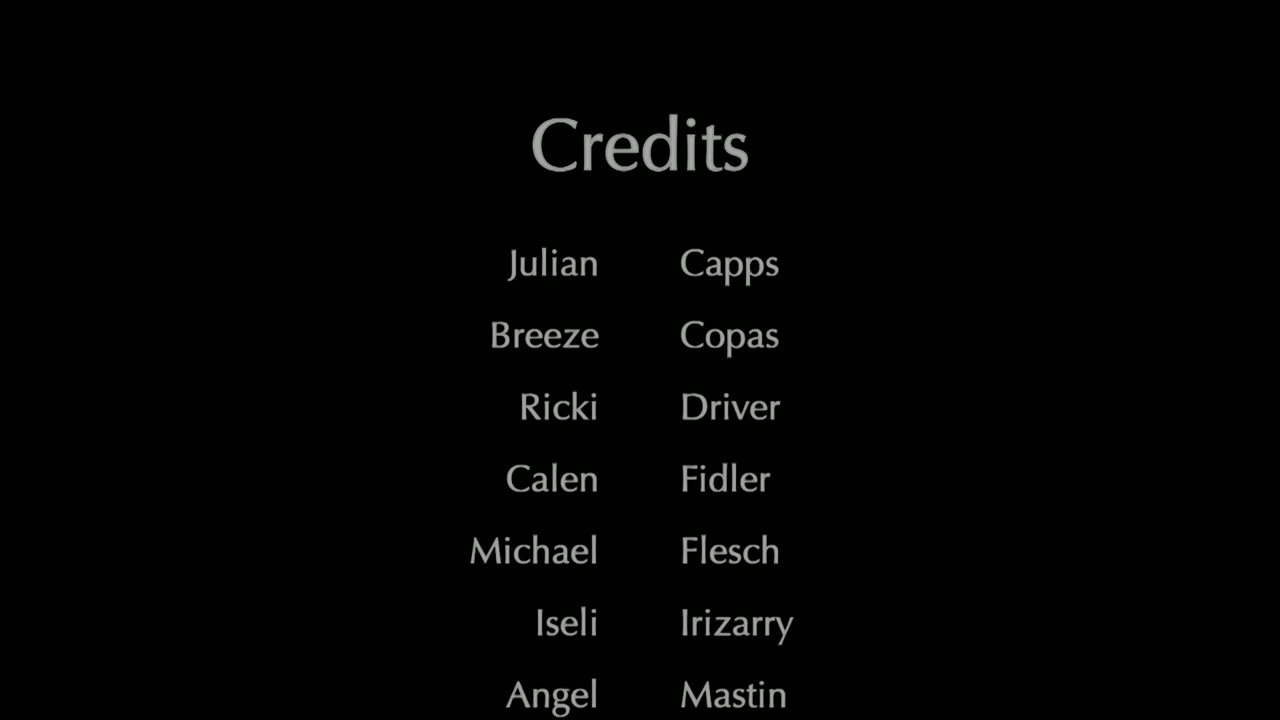 Credits
Julian Capps
Breeze Copas
Ricki Driver
Calen Fidler
Michael Flesch
Iseli Irizarry
Angel Mastin